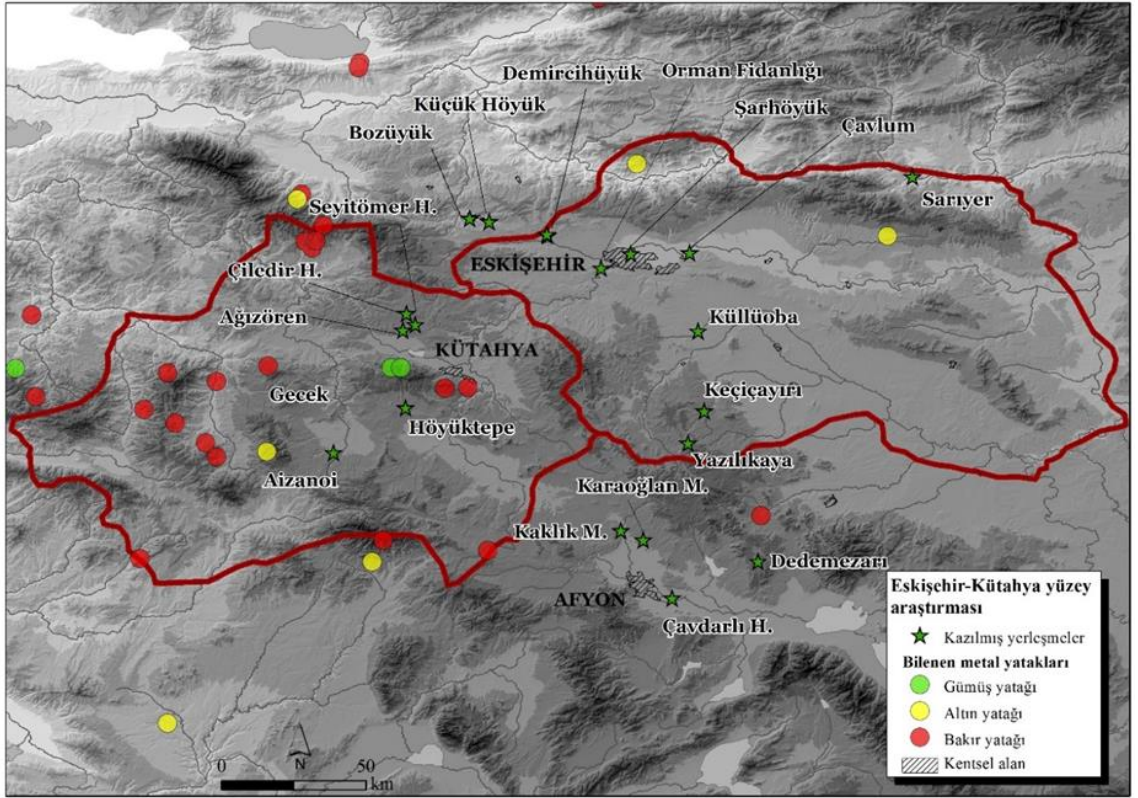 Demircihüyük
Orman Fidanlığı
Küçük Höyük
Şarhöyük
Bozüyük
Çavlum
Sarıyer
Seyitömer H.
ESKİŞEHİR
Çiledir H.
Ağızören
Küllüoba
KÜTAHYA
Gecek
Keçiçayırı
Höyüktepe
Aizanoi
Yazılıkaya
Karaoğlan M.
Kaklık M.
Dedemezarı
AFYON
Çavdarlı H.
Eskişehir-Kütahya yüzey
araştırması
Kazılmış yerleşmeler
Bilenen metal yatakları
Gümüş yatağı
Altın yatağı
Bakır yatağı
Kentsel alan
0 50
N km